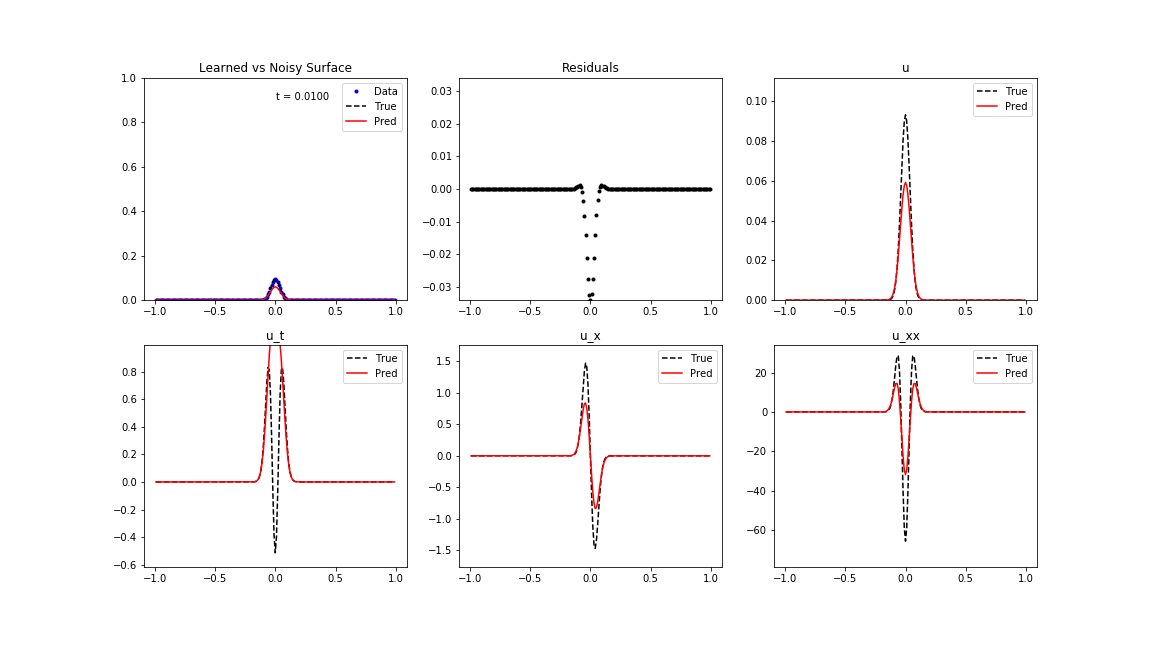 Learned vs Noisy Surface
t = 0.0100
Data
True
Pred
1.0
0.8
0.6
0.4
0.2
0.0
−1.0 −0.5 0.0 0.5 1.0
Residuals
0.03
0.02
0.01
0.00
−0.01
−0.02
−0.03
−1.0 −0.5 0.0 0.5 1.0
u
True
Pred
0.10
0.08
0.06
0.04
0.02
0.00
−1.0 −0.5 0.0 0.5 1.0
u_t
True
Pred
0.8
0.6
0.4
0.2
0.0
−0.2
−0.4
−0.6
−1.0 −0.5 0.0 0.5 1.0
u_x
True
Pred
1.5
1.0
0.5
0.0
−0.5
−1.0
−1.5
−1.0 −0.5 0.0 0.5 1.0
u_xx
True
Pred
20
0
−20
−40
−60
−1.0 −0.5 0.0 0.5 1.0